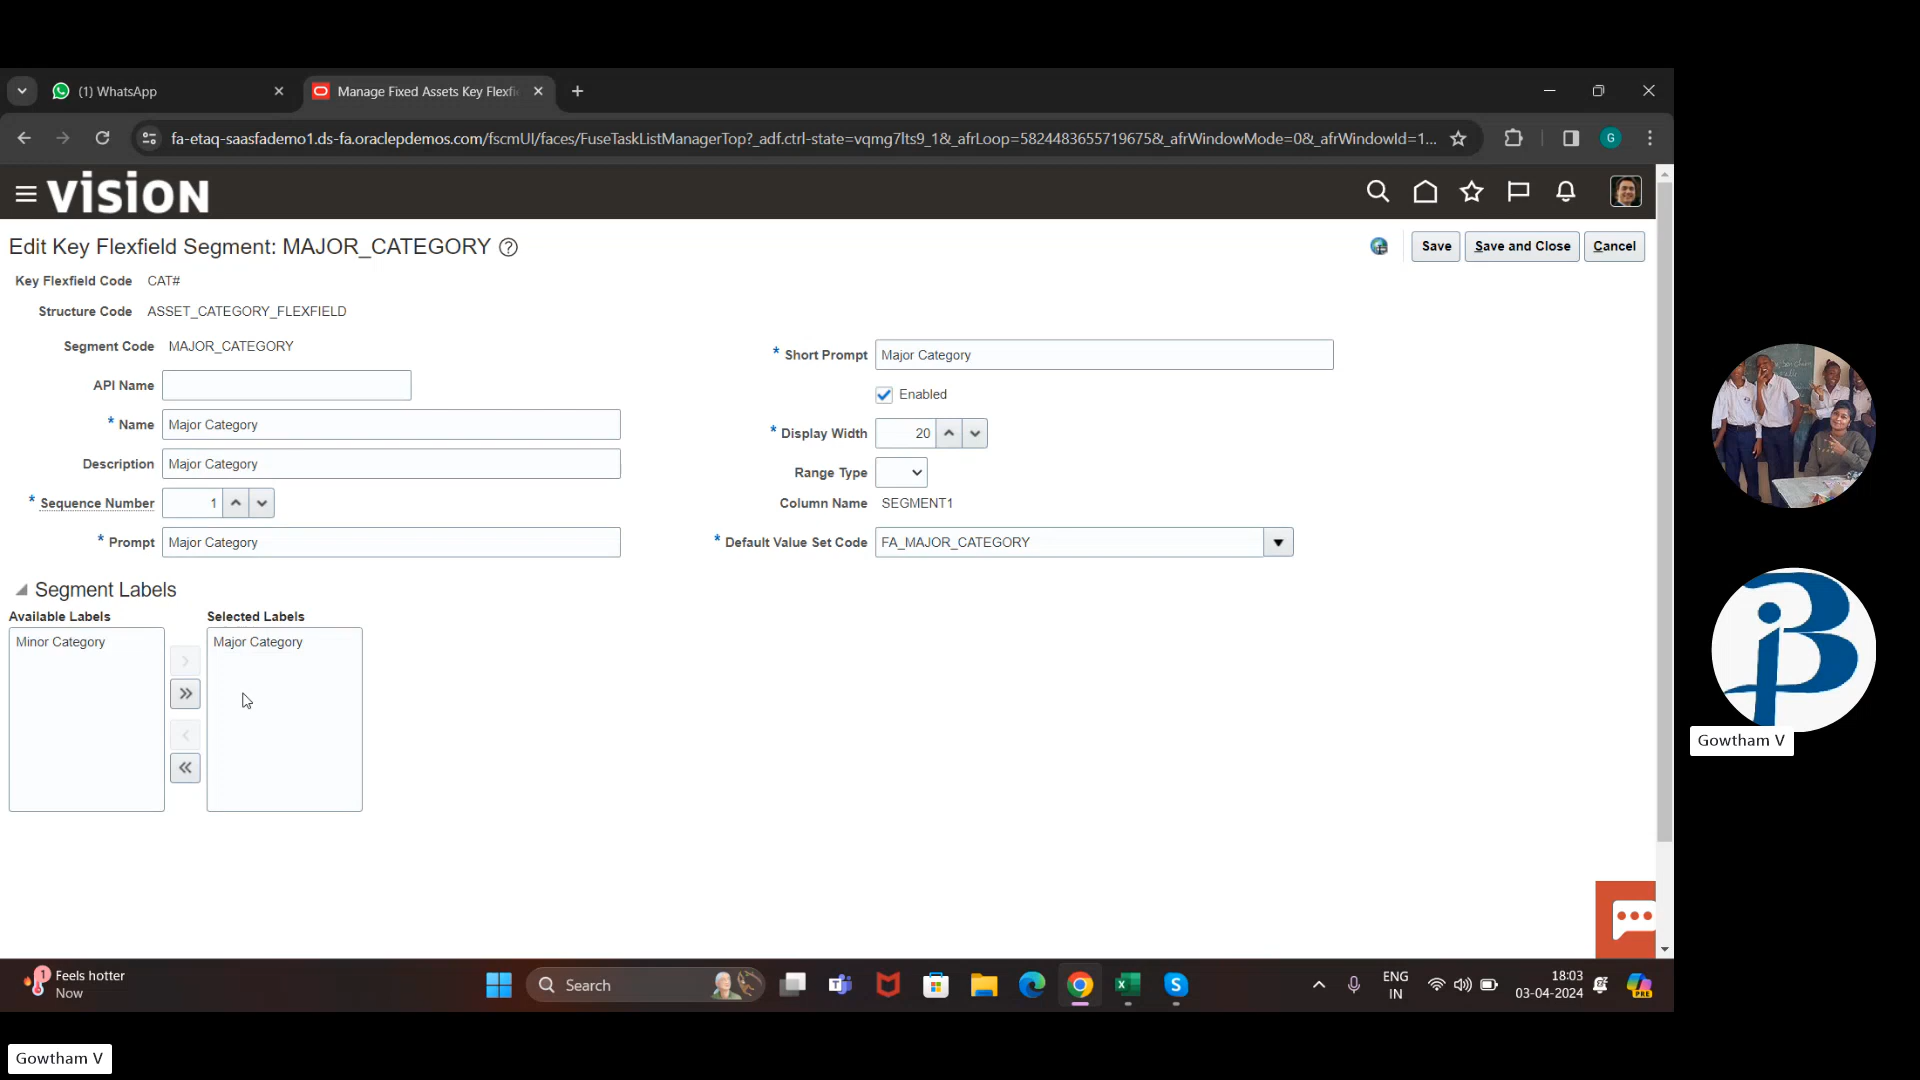 (1) WhatsApp
Manage Fixed Assets Key Flexfi
fa-etaq-saasfademo1.ds-fa.oraclepdemos.com/fscmUI/faces/FuseTaskListManagerTop?_adf.ctrl-state=vqmg7lts9_1&_afrLoop=58244836557 19675&_afrWindowMode=0&_afrWindowId=1...
G
vision
Edit Key Flexfield Segment: MAJOR_CATEGORY ?
Save
Save and Close
Cancel
Key Flexfield Code CAT#
Structure Code ASSET_CATEGORY_FLEXFIELD
Segment Code MAJOR_CATEGORY
API Name
* Name Major Category
Description Major Category
* Sequence Number 1
* Prompt Major Category
* Short Prompt Major Category
Enabled
* Display Width 20
Range Type
Column Name SEGMENT1
* Default Value Set Code FA_MAJOR_CATEGORY
Segment Labels
Available Labels
Minor Category
Selected Labels
Major Category
Gowtham V
1
Feels hotter
Now
Search
ENG
IN
18:03
03-04-2024
PRE
Gowtham V